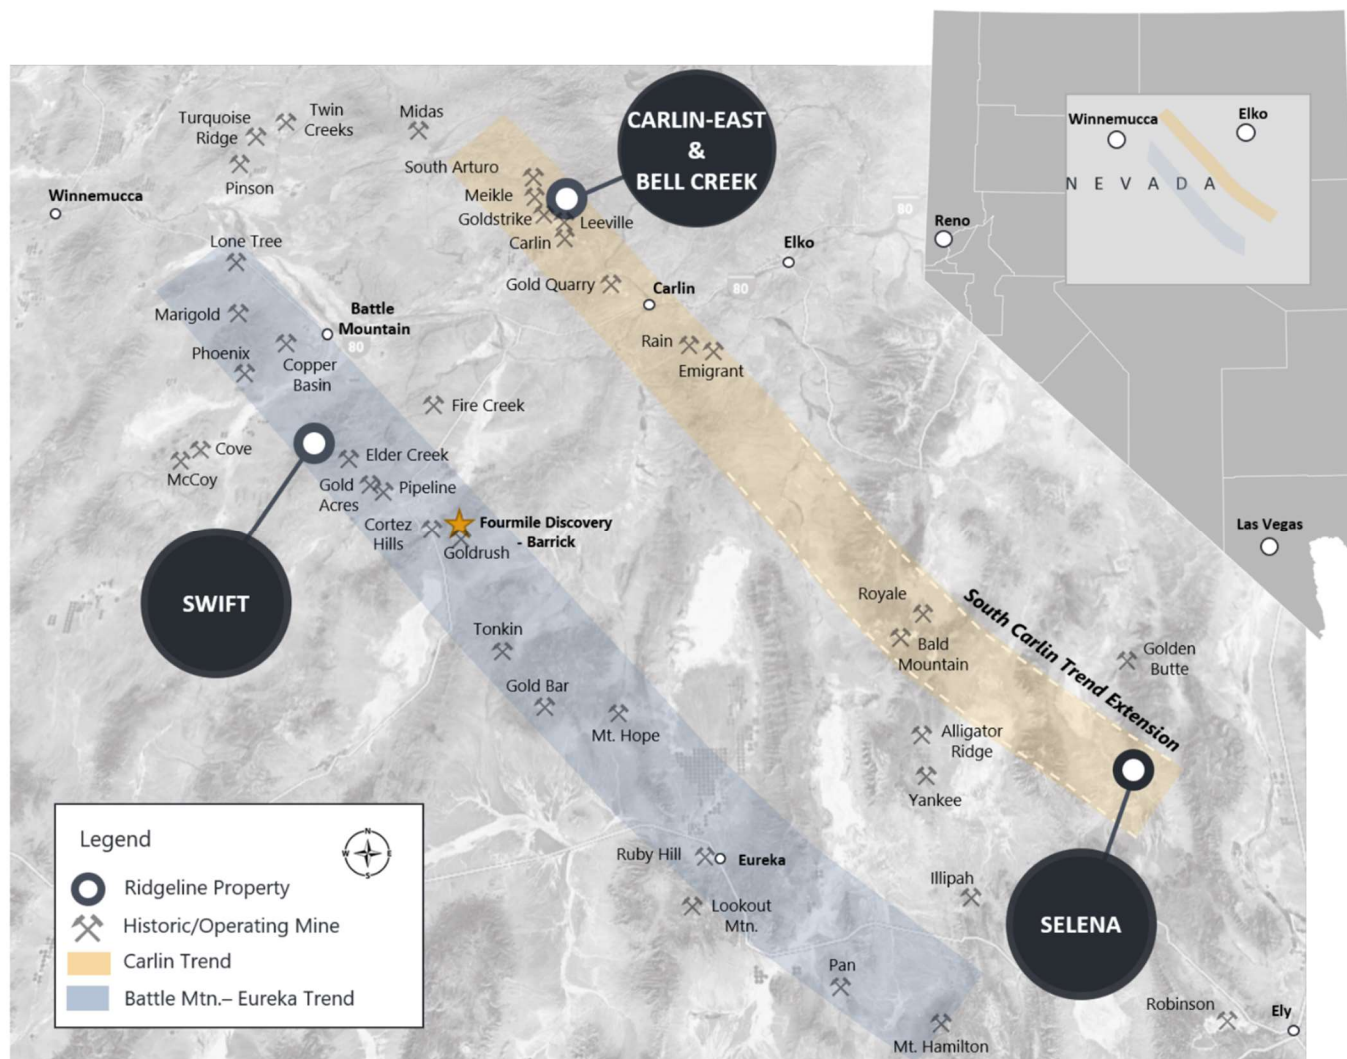 Turquoise
Ridge
Twin
Creeks
Midas
Pinson
Winnemucca
South Arturo
Meikle
Goldstrike
Leeville
Carlin
CARLIN-EAST
&
BELL CREEK
Winnemucca
Elko
NEVADA
Reno
Las Vegas
80
Elko
80
Lone Tree
Gold Quarry
Carlin
Marigold
Battle
Mountain
80
Phoenix
Copper
Basin
Rain
Emigrant
Fire Creek
Cove
McCoy
Elder Creek
Gold
Acres
Pipeline
Cortez
Hills
Fourmile Discovery
- Barrick
Goldrush
SWIFT
Tonkin
Gold Bar
Mt. Hope
Royale
Bald
Mountain
South Carlin Trend Extension
Golden
Butte
Alligator
Ridge
Yankee
Ruby Hill
Eureka
Lookout
Mtn.
Illipah
SELENA
Pan
Mt. Hamilton
Robinson
Ely
Legend
N
W
E
S
Ridgeline Property
Historic/Operating Mine
Carlin Trend
Battle Mtn.– Eureka Trend